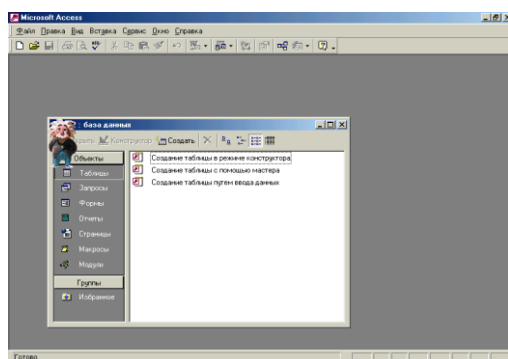 Microsoft Access
Файл Правка Вид Вставка Сервис Окно Справка
: база данных
Конструктор Создать
Объекты
Таблицы
Запросы
Формы
Отчеты
Страницы
Макросы
Модули
Группы
Избранное
Создание таблицы в режиме конструктора
Создание таблицы с помощью мастера
Создание таблицы путем ввода данных
Готово